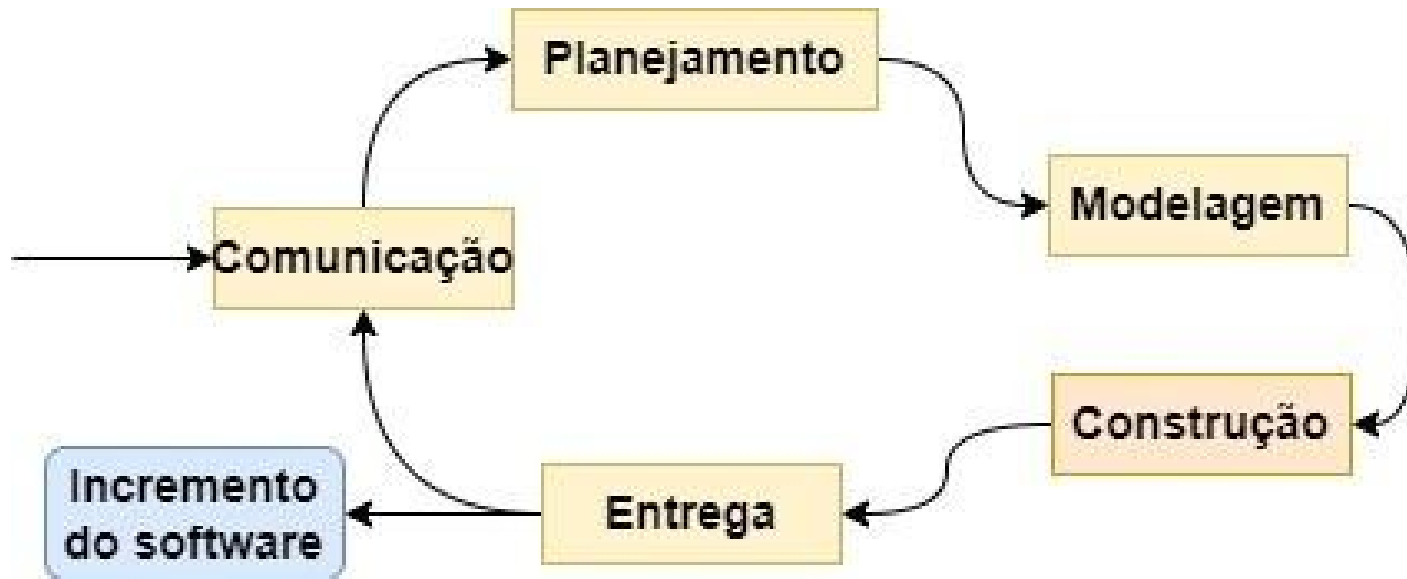 Planejamento
Modelagem
Comunicação
Construção
Entrega
Incremento
do software